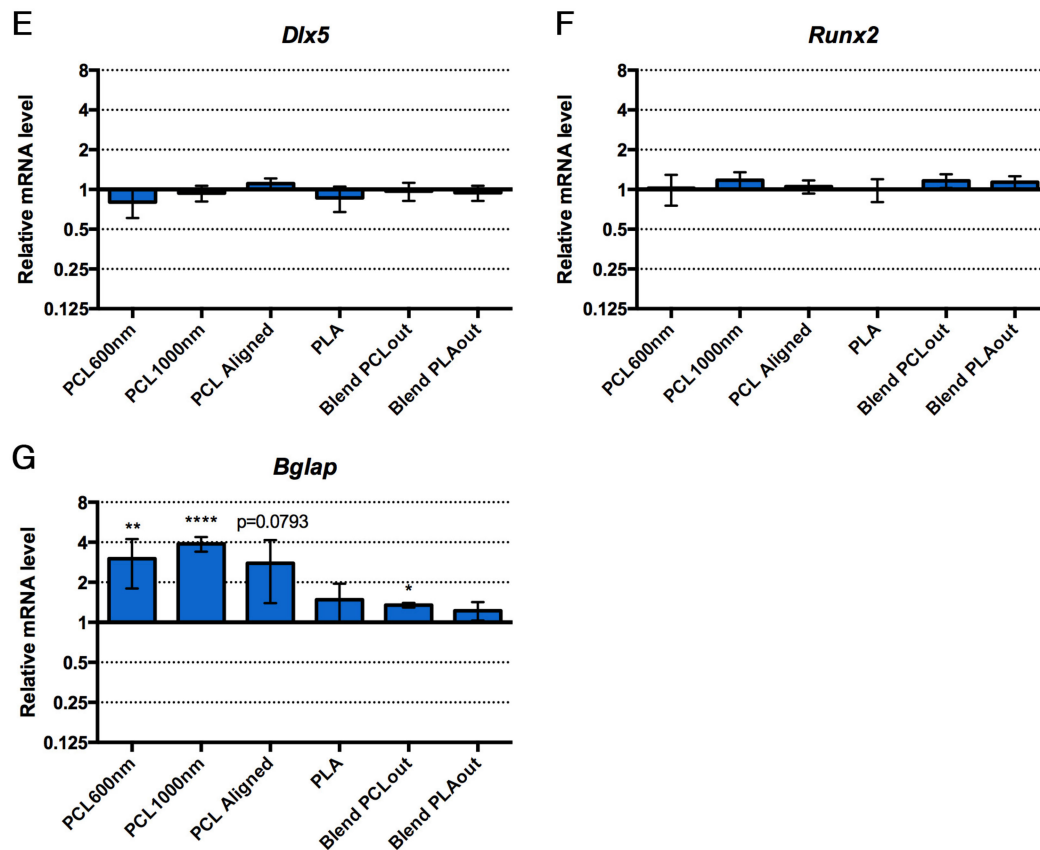 E
Dlx5
Relative mRNA level
8
4
2
1
0.5
0.25
0.125
PCL600nm
PCL1000nm
PCL Aligned
PLA
Blend PCLout
Blend PLAout
F
Runx2
Relative mRNA level
8
4
2
1
0.5
0.25
0.125
PCL600nm
PCL1000nm
PCL Aligned
PLA
Blend PCLout
Blend PLAout
G
Bglap
Relative mRNA level
8
4
2
1
0.5
0.25
0.125
**
****
p=0.0793
*
PCL600nm
PCL1000nm
PCL Aligned
PLA
Blend PCLout
Blend PLAout